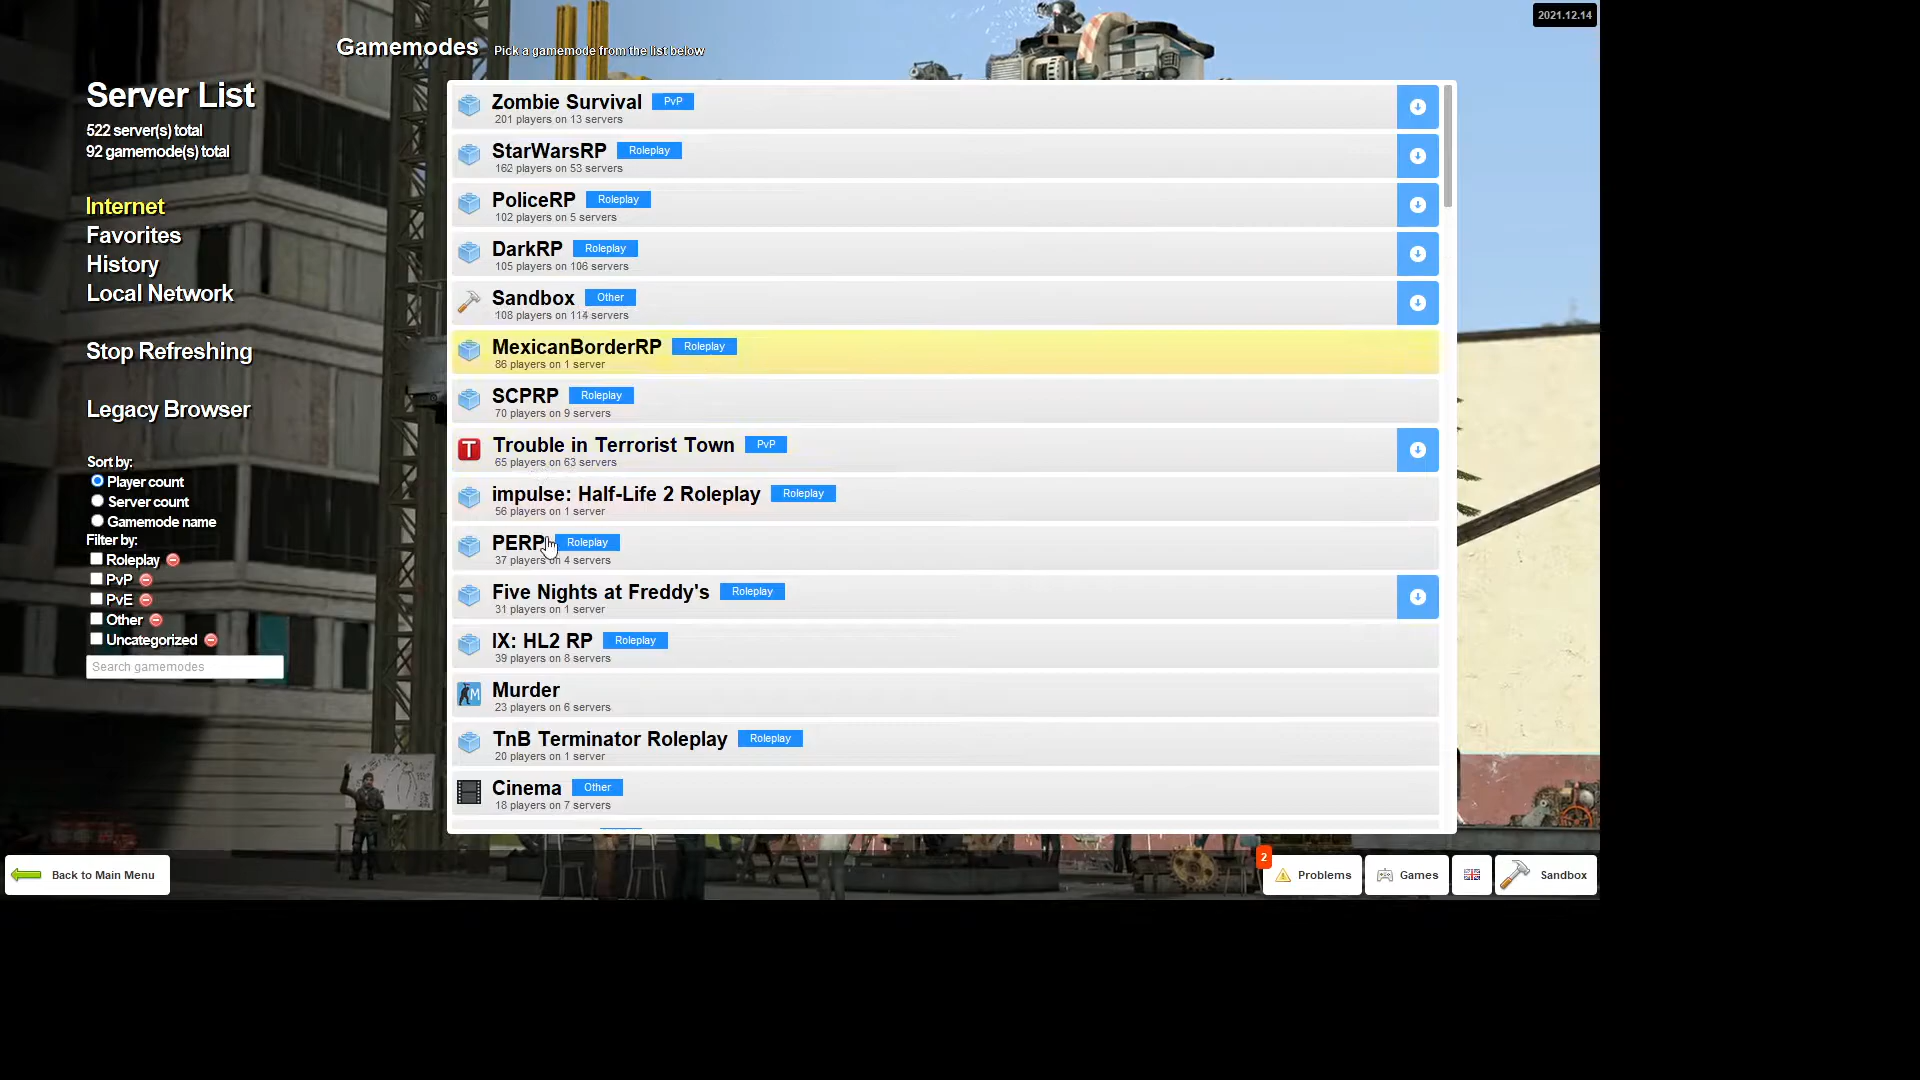 2021.12.14
Gamemodes Pick a gamemode from the list below
Server List
522 server(s) total
92 gamemode(s) total
Internet
Favorites
History
Local Network
Stop Refreshing
Legacy Browser
Sort by:
Player count
Server count
Gamemode name
Filter by:
Roleplay
PvP
PvE
Other
Uncategorized
Search gamemodes
Zombie Survival PvP
201 players on 13 servers
StarWarsRP Roleplay
162 players on 53 servers
PoliceRP Roleplay
102 players on 5 servers
DarkRP Roleplay
105 players on 106 servers
Sandbox Other
108 players on 114 servers
MexicanBorderRP Roleplay
86 players on 1 server
SCPRP Roleplay
70 players on 9 servers
T
Trouble in Terrorist Town PvP
65 players on 63 servers
impulse: Half-Life 2 Roleplay Roleplay
56 players on 1 server
PERP Roleplay
37 players on 4 servers
Five Nights at Freddy's Roleplay
31 players on 1 server
IX: HL2 RP Roleplay
39 players on 8 servers
M
Murder
23 players on 6 servers
TnB Terminator Roleplay Roleplay
20 players on 1 server
Cinema Other
18 players on 7 servers
Back to Main Menu
2
Problems
Games
Sandbox